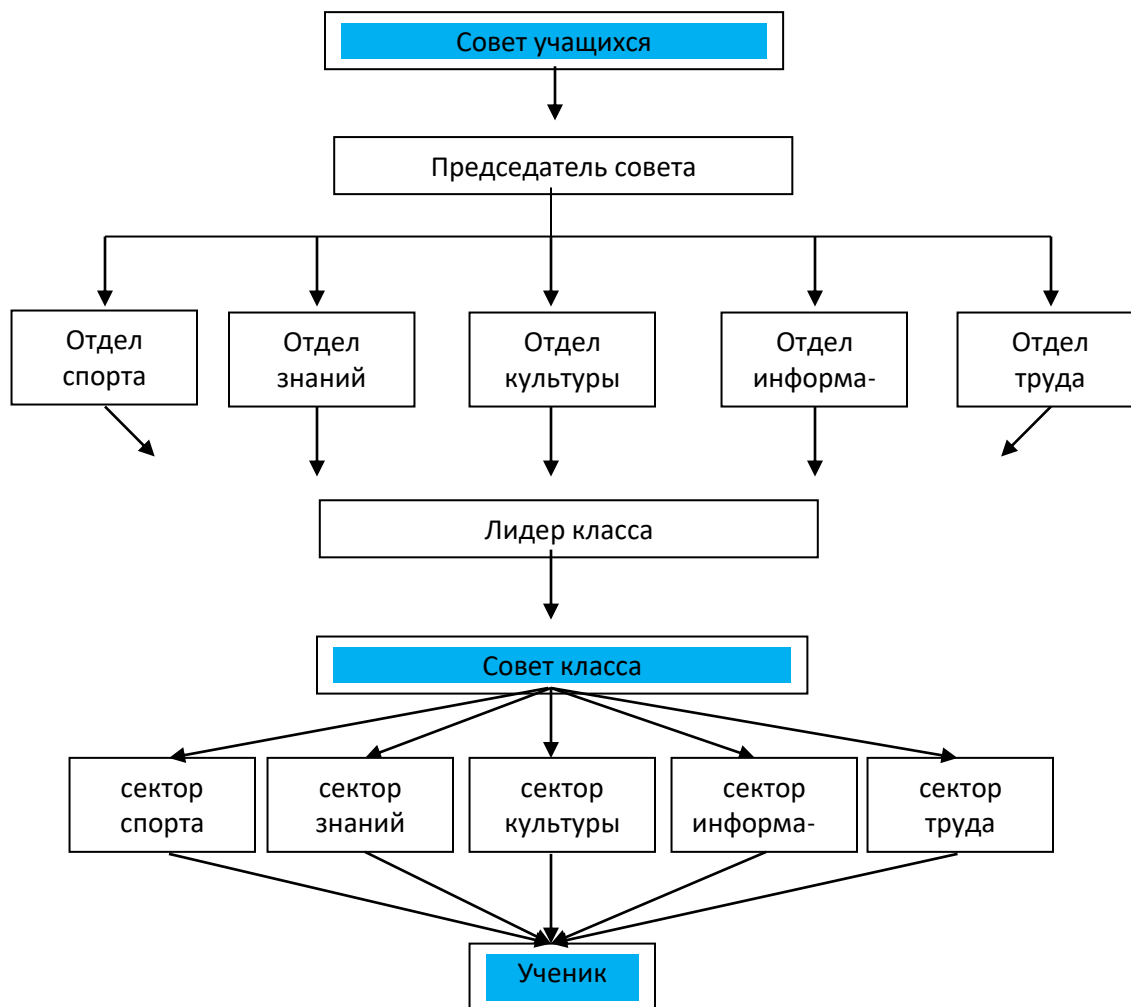 Совет учащихся
Председатель совета
Отдел
спорта
Отдел
знаний
Отдел
культуры
Отдел
информа-
Отдел
труда
Лидер класса
Совет класса
сектор
спорта
сектор
знаний
сектор
культуры
сектор
информа-
сектор
труда
Ученик